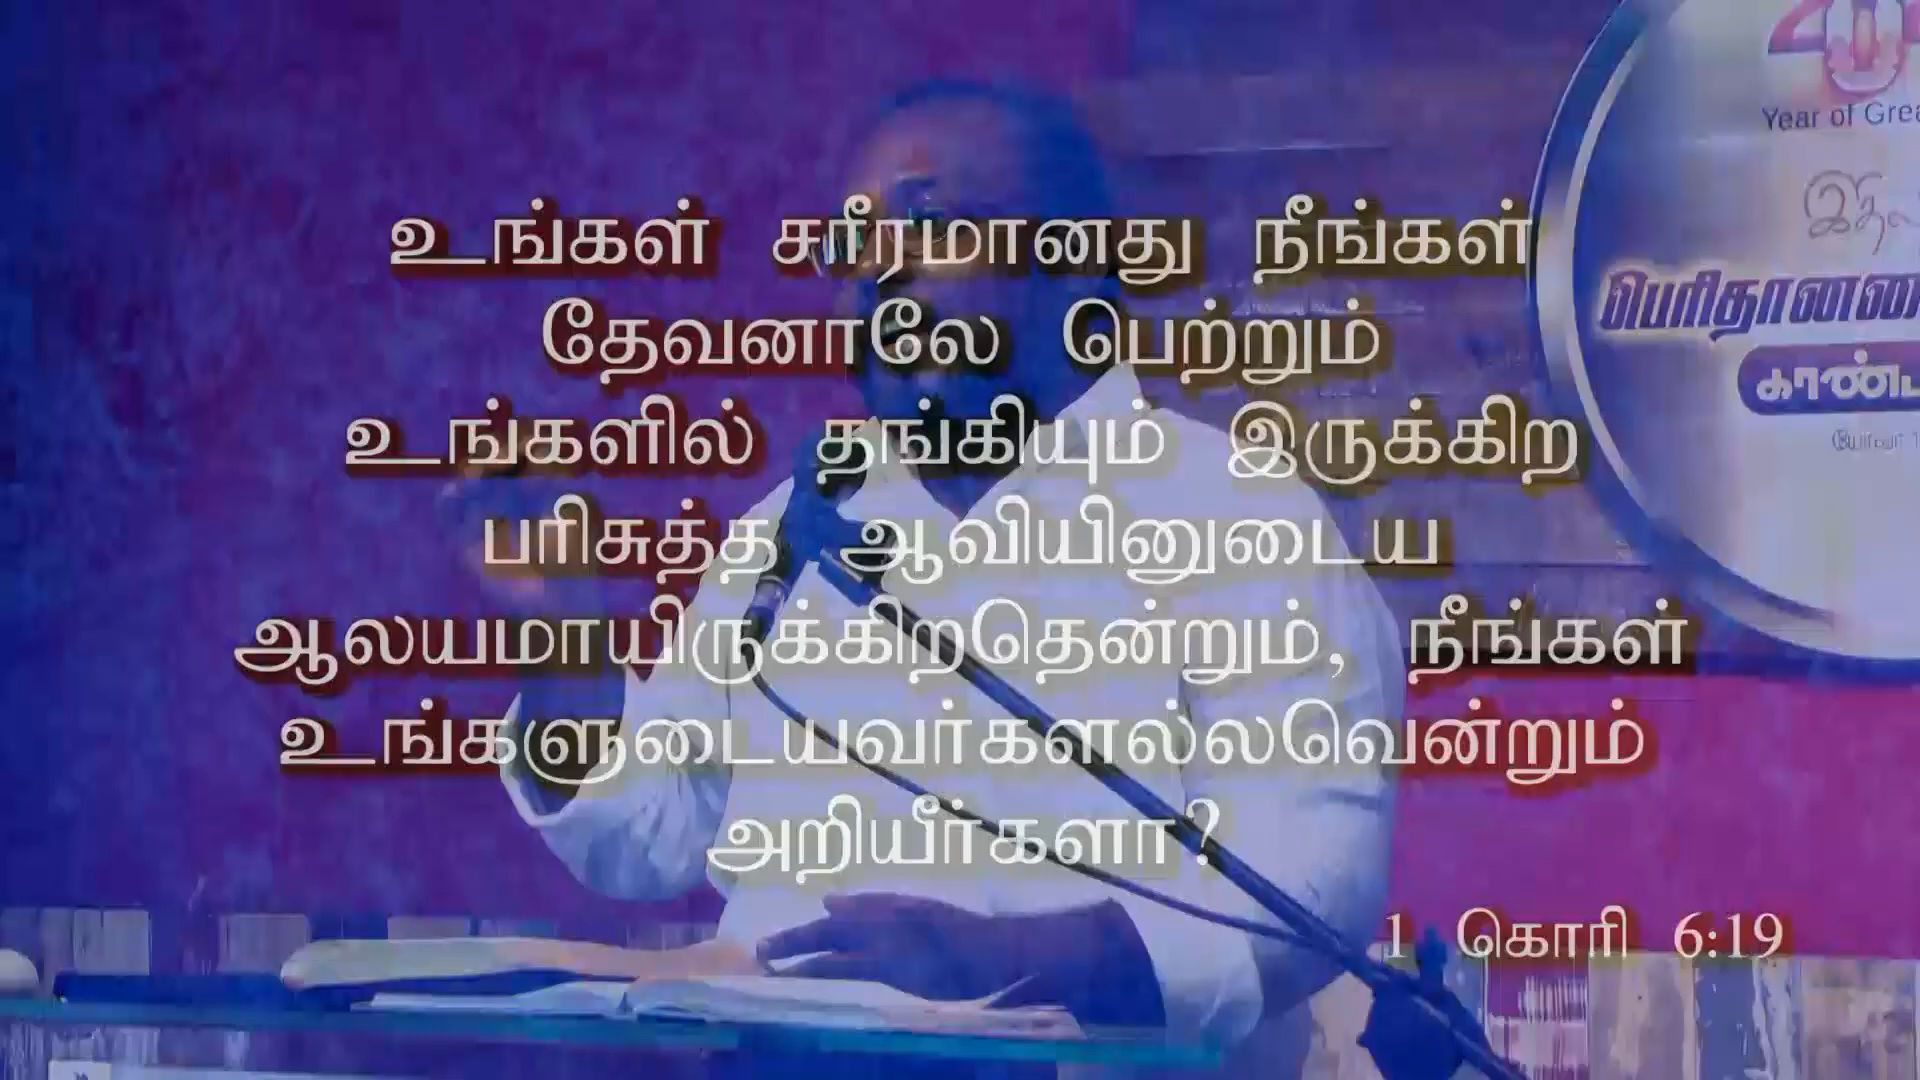 உங்கள் சரீரமானது நீங்கள்
தேவனாலே பெற்றும்
உங்களில் தங்கியும் இருக்கிற
பரிசுத்த ஆவியினுடைய
ஆலயமாயிருக்கிறதென்றும், நீங்கள்
உங்களுடையவர்களல்லவென்றும்
அறியீர்களா?
1 கொரி 6:19
Year of